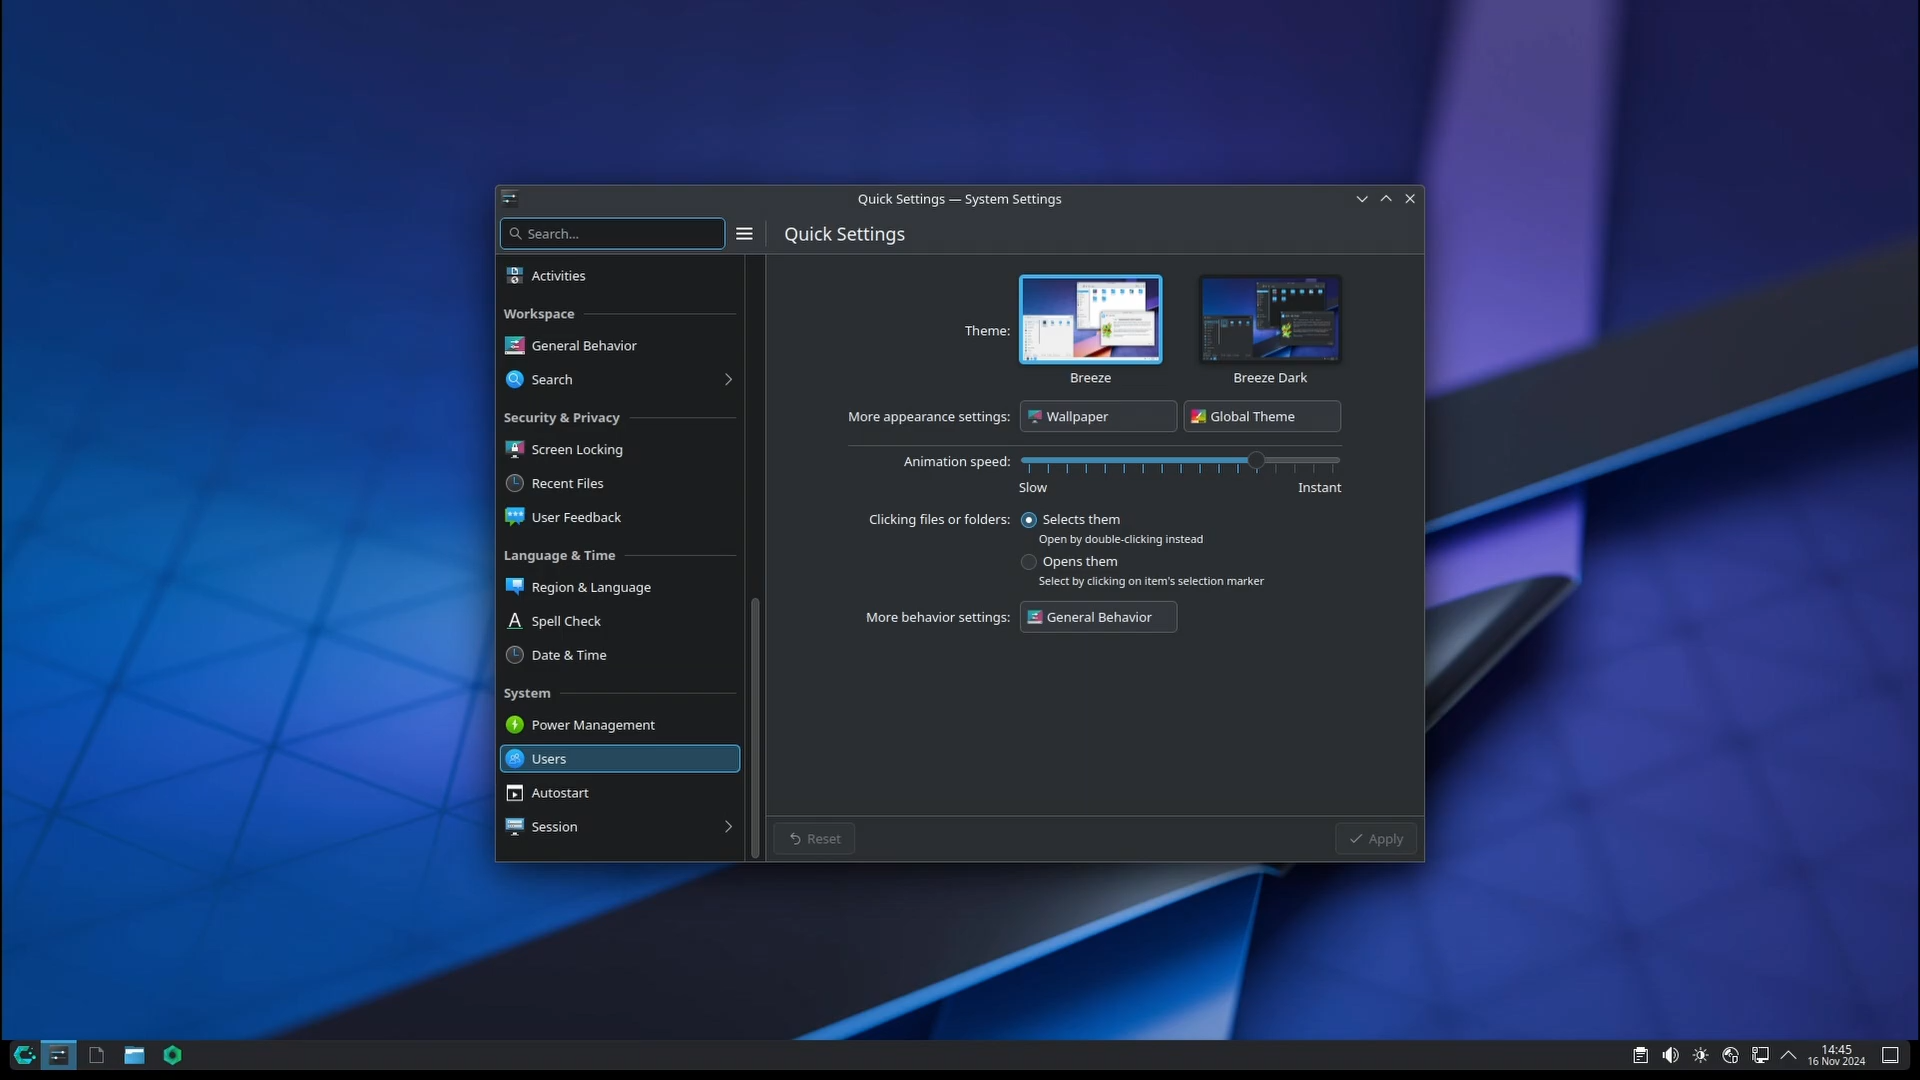 Quick Settings — System Settings
Search...
Quick Settings
Activities
Workspace
General Behavior
Search
Security & Privacy
Screen Locking
Recent Files
User Feedback
Language & Time
Region & Language
Spell Check
Date & Time
System
Power Management
Users
Autostart
Session
Theme:
Breeze
Breeze Dark
More appearance settings:
Wallpaper
Global Theme
Animation speed:
Slow
Instant
Clicking files or folders:
Selects them
Open by double-clicking instead
Opens them
Select by clicking on item's selection marker
More behavior settings:
General Behavior
Reset
Apply
14:45
16 Nov 2024